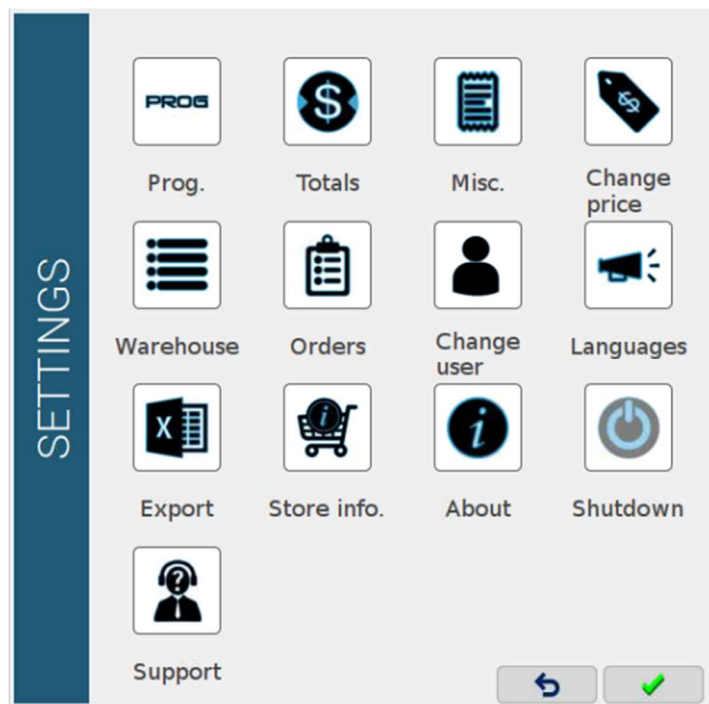 SETTINGS
PROG
Prog.
Totals
Misc.
Change
price
Warehouse
Orders
Change
user
Languages
X
Export
Store info.
About
Shutdown
Support